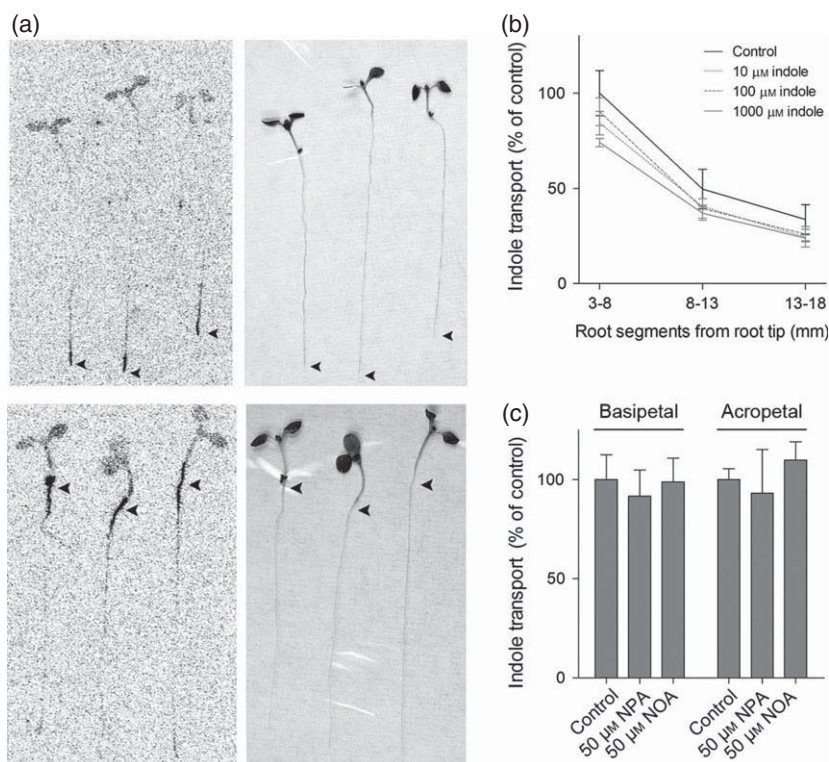 (a)
(b)
Indole transport (% of control)
100
50
0
Control
10 μM indole
100 μM indole
1000 μM indole
3-8
8-13
13-18
Root segments from root tip (mm)
(c)
Basipetal
Acropetal
Indole transport (% of control)
100
50
0
Control
50 μM NPA
50 μM NOA
Control
50 μM NPA
50 μM NOA